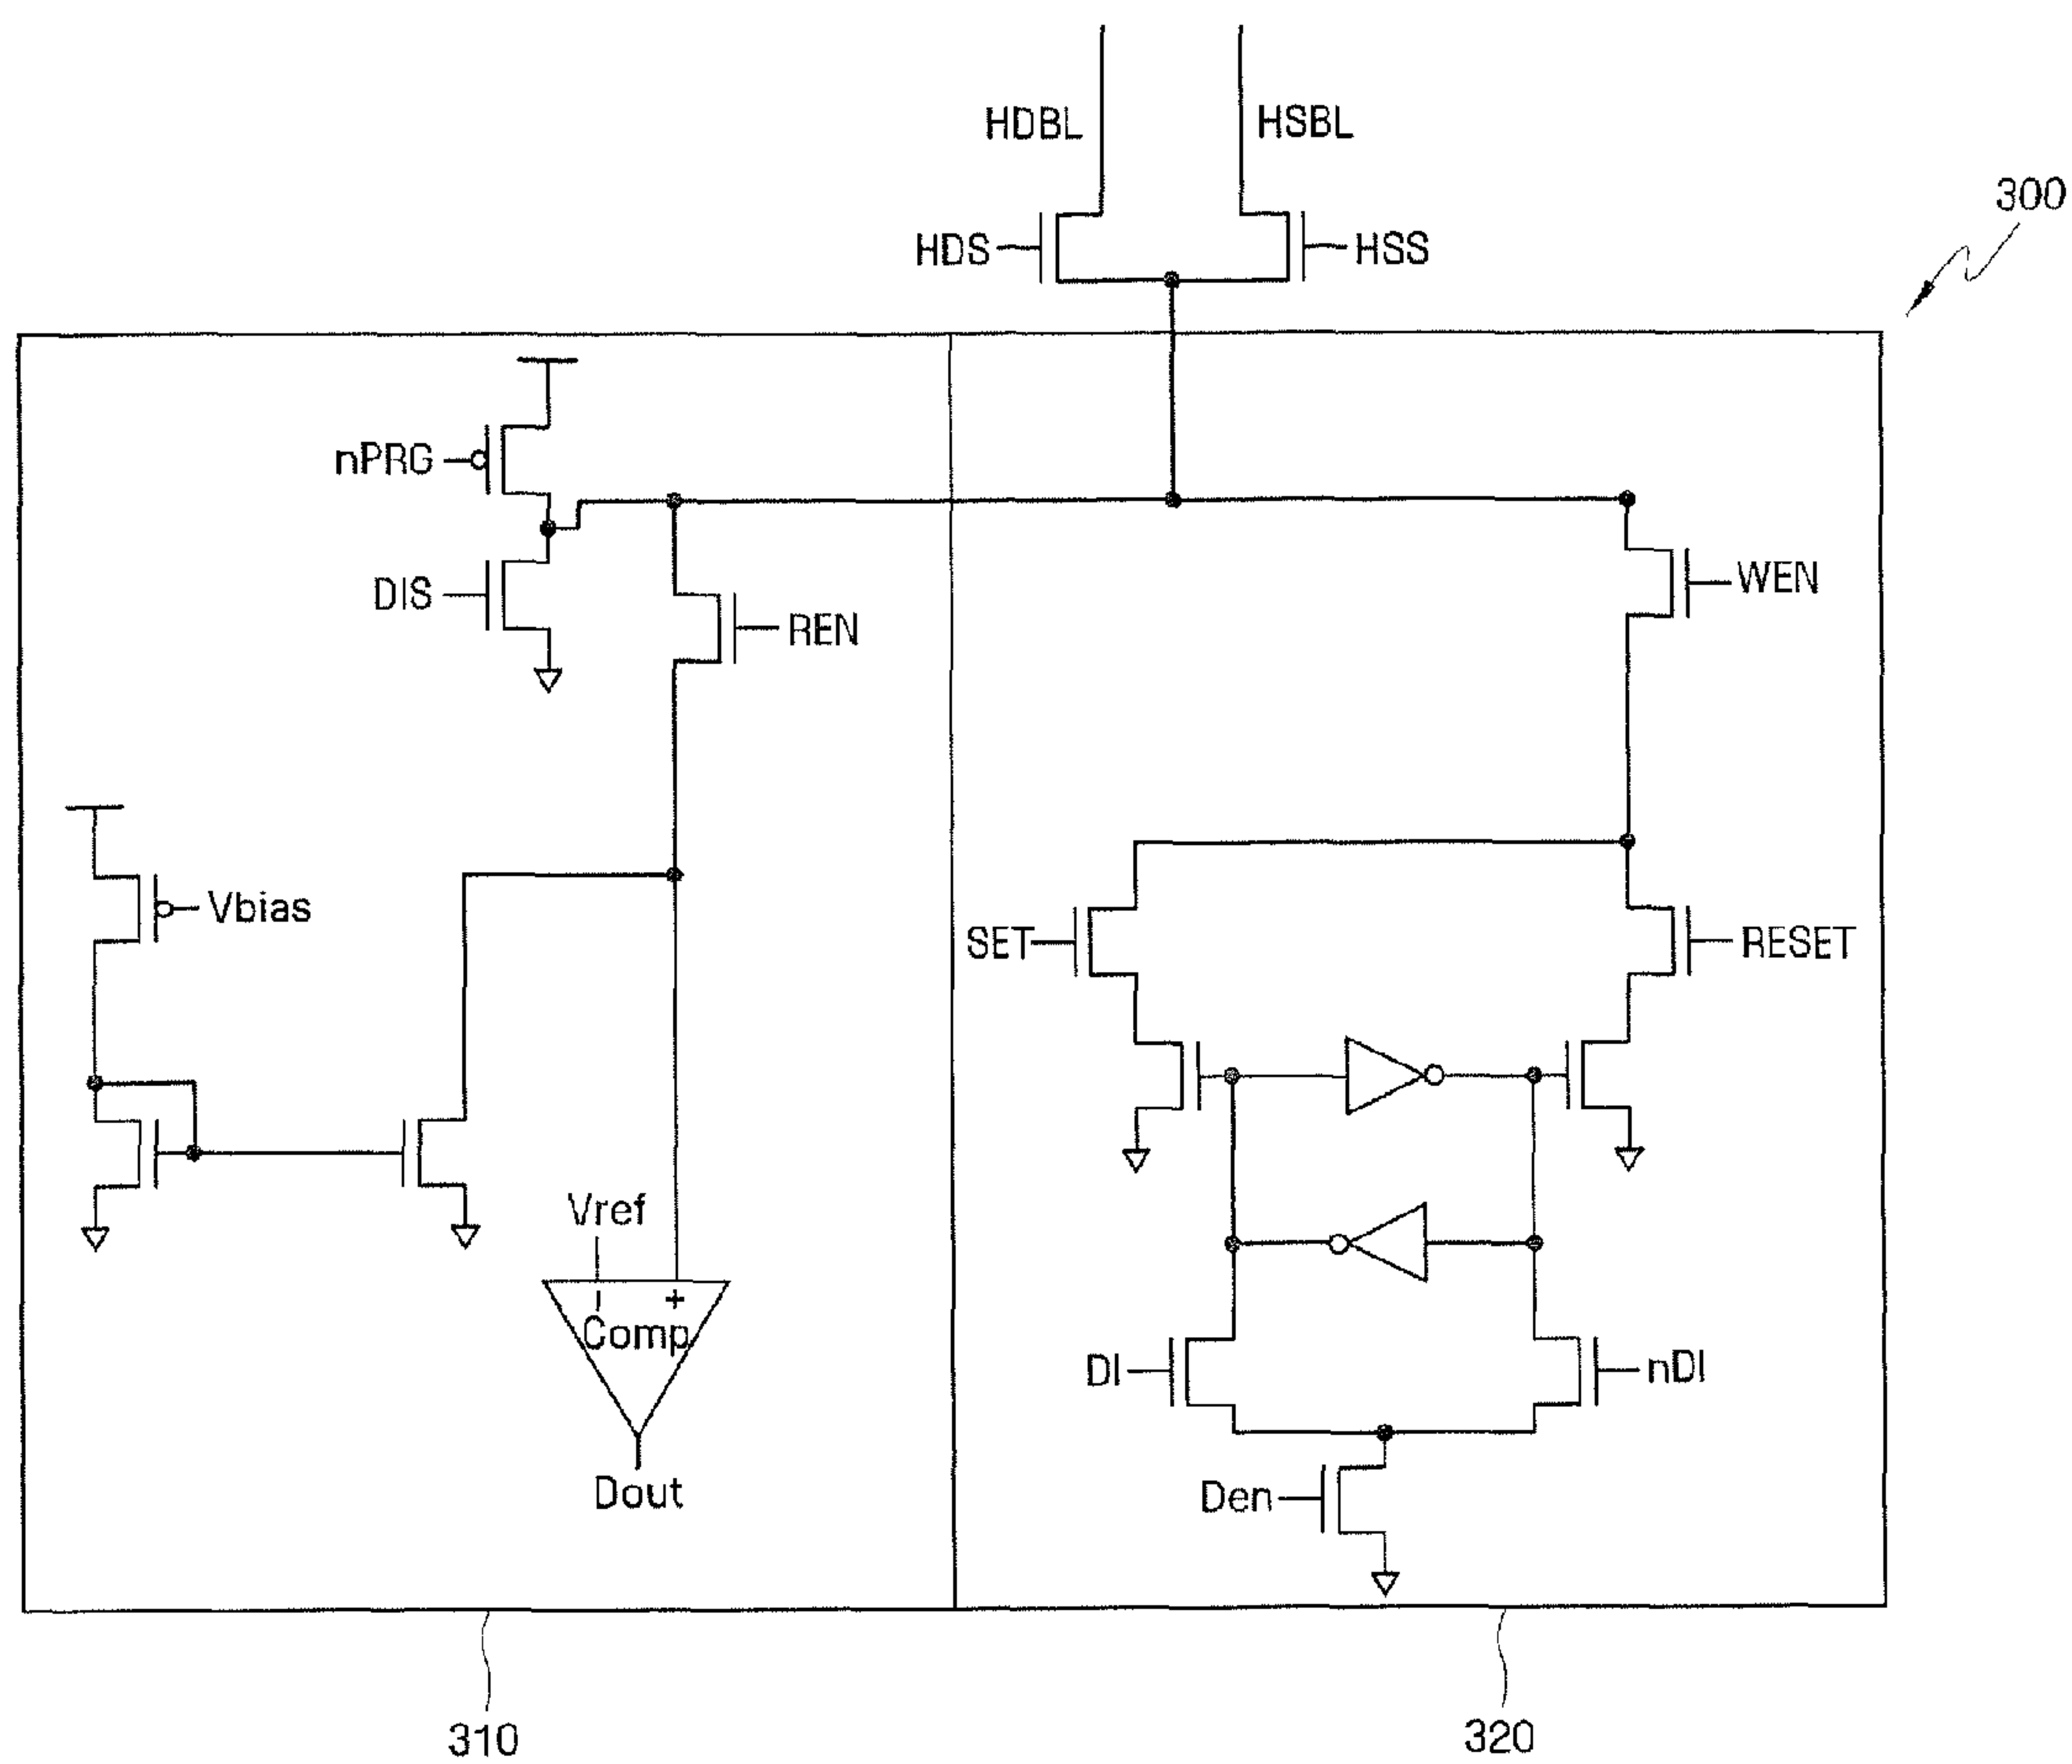 HDBL
HSBL
300
HDS
HSS
nPRG
DIS
REN
WEN
Vbias
SET
RESET
Vref
- +
Comp
DI
nDI
Dout
Den
310
320